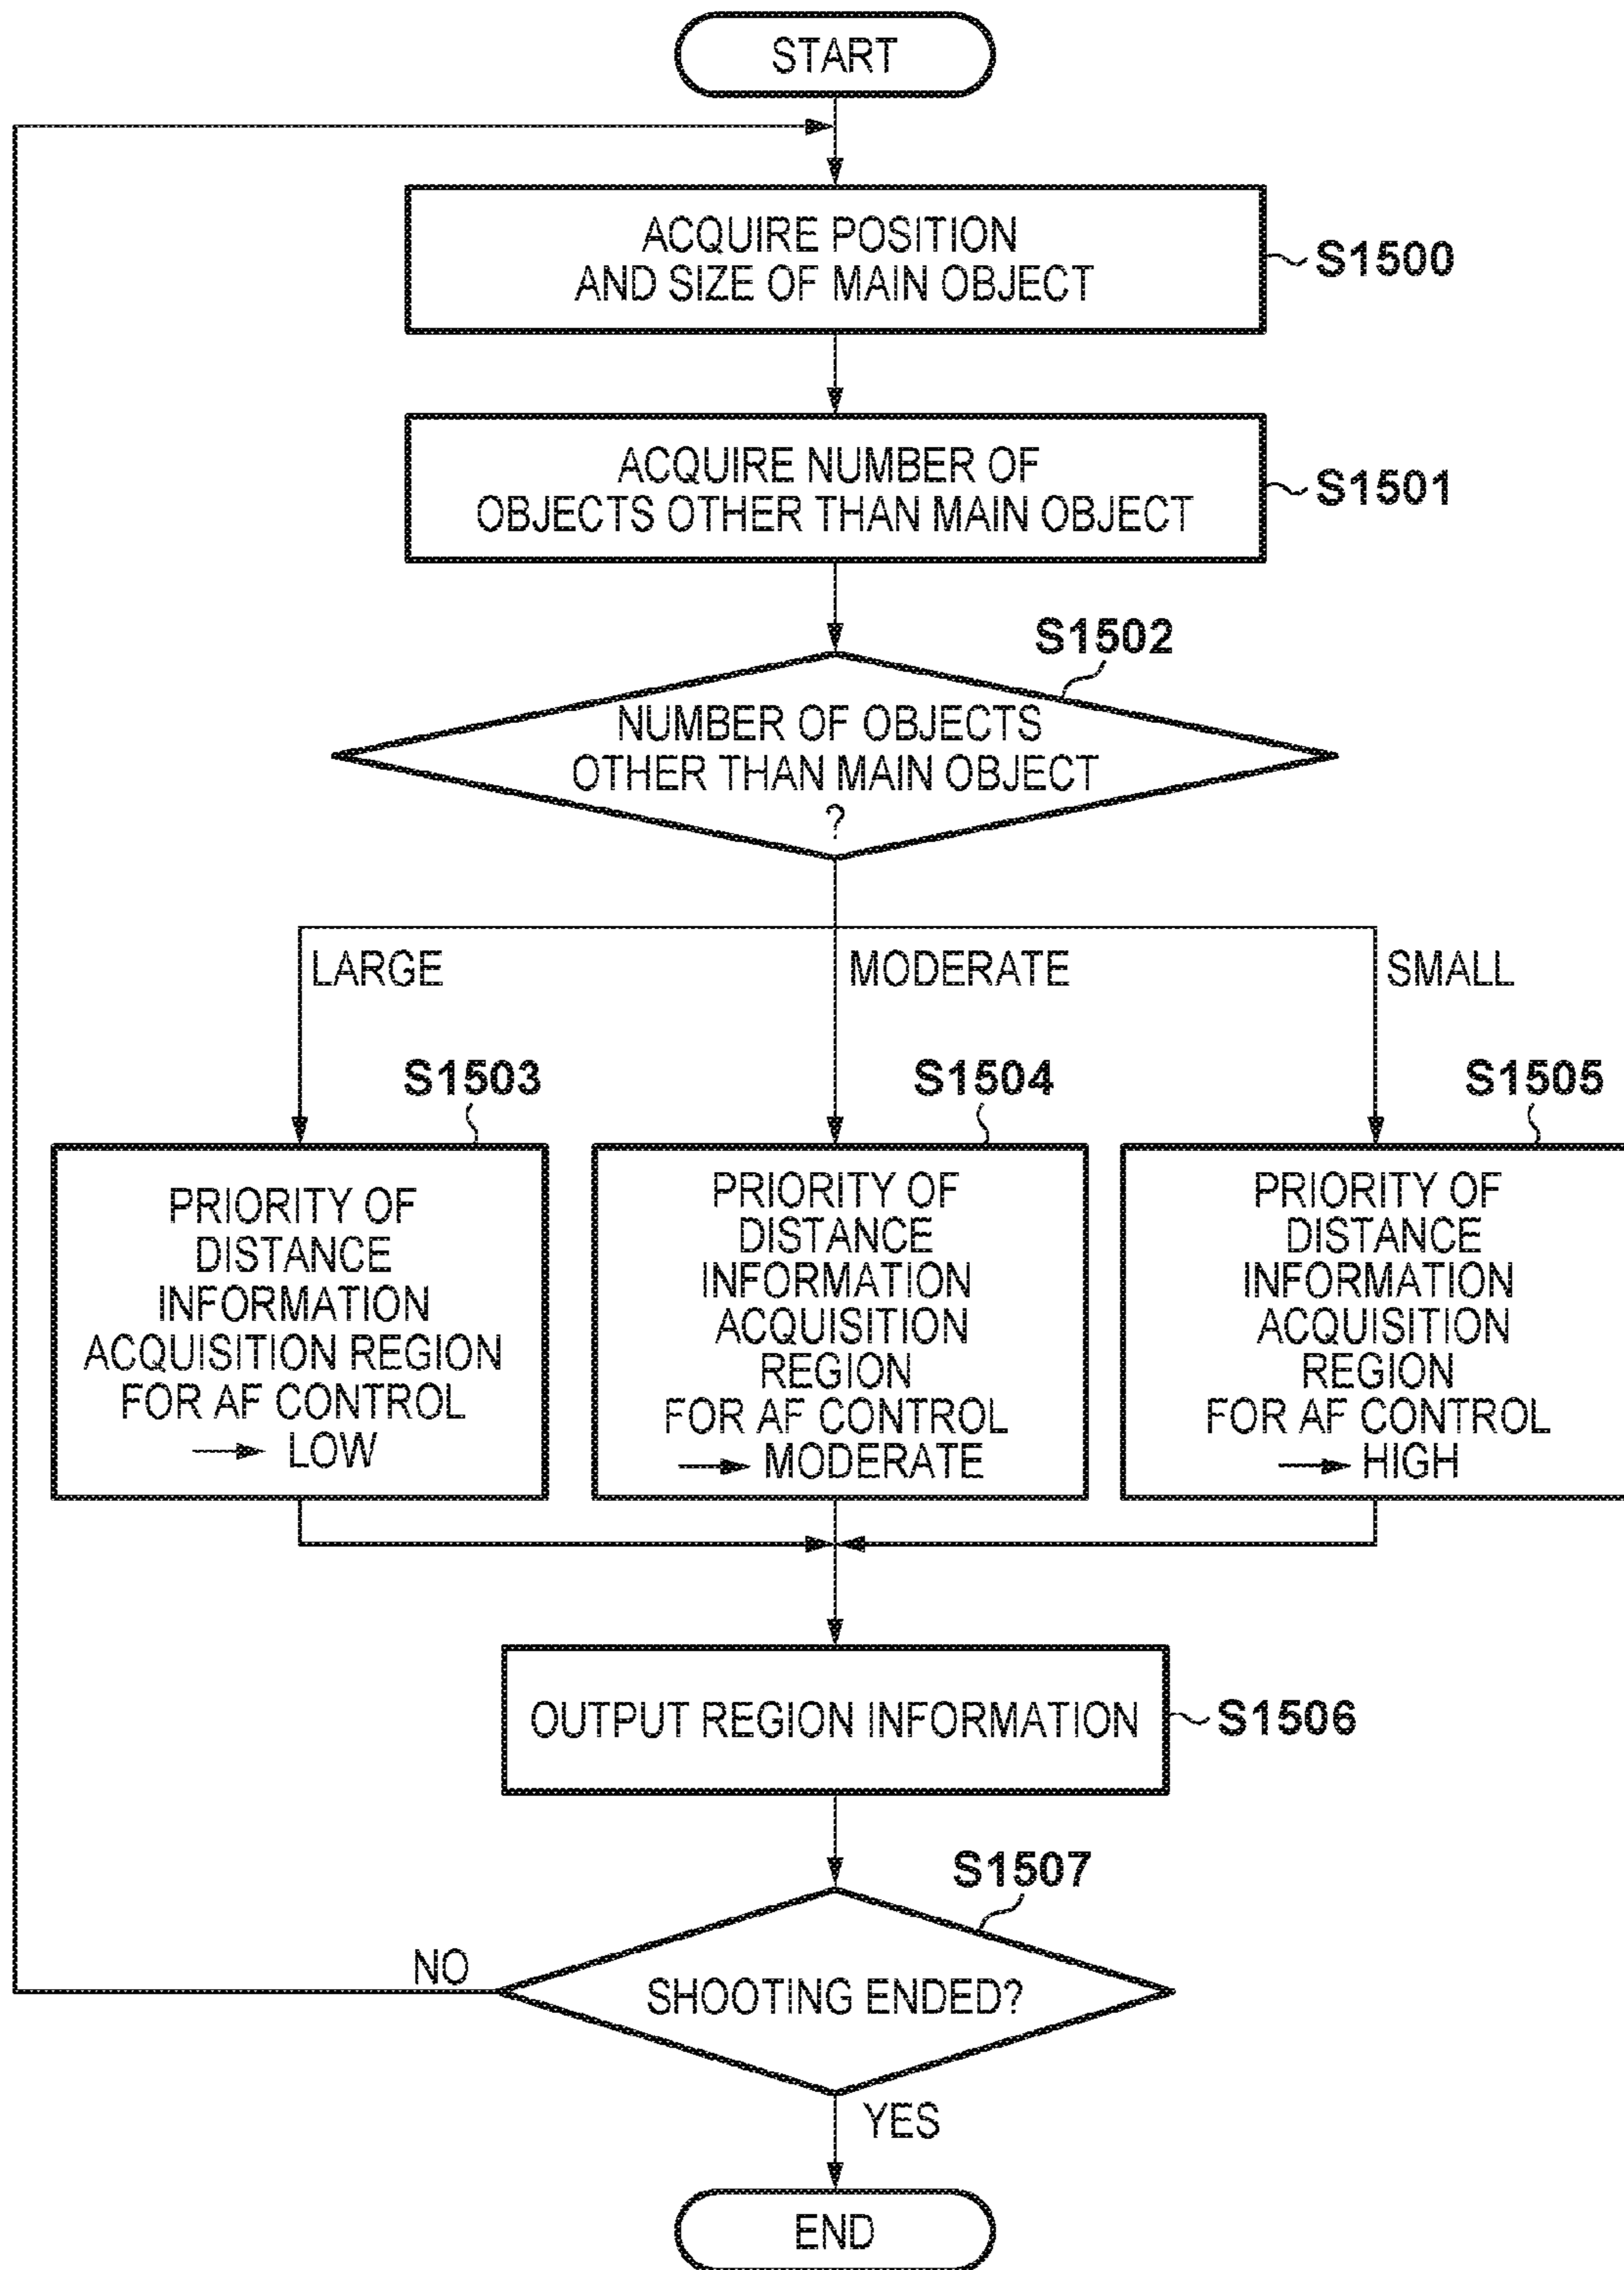 START
ACQUIRE POSITION
AND SIZE OF MAIN OBJECT
S1500
ACQUIRE NUMBER OF
OBJECTS OTHER THAN MAIN OBJECT
S1501
S1502
NUMBER OF OBJECTS
OTHER THAN MAIN OBJECT
?
LARGE
MODERATE
SMALL
S1503
PRIORITY OF
DISTANCE
INFORMATION
ACQUISITION REGION
FOR AF CONTROL
→ LOW
S1504
PRIORITY OF
DISTANCE
INFORMATION
ACQUISITION
REGION
FOR AF CONTROL
→ MODERATE
S1505
PRIORITY OF
DISTANCE
INFORMATION
ACQUISITION
REGION
FOR AF CONTROL
→ HIGH
OUTPUT REGION INFORMATION
S1506
S1507
SHOOTING ENDED?
NO
YES
END